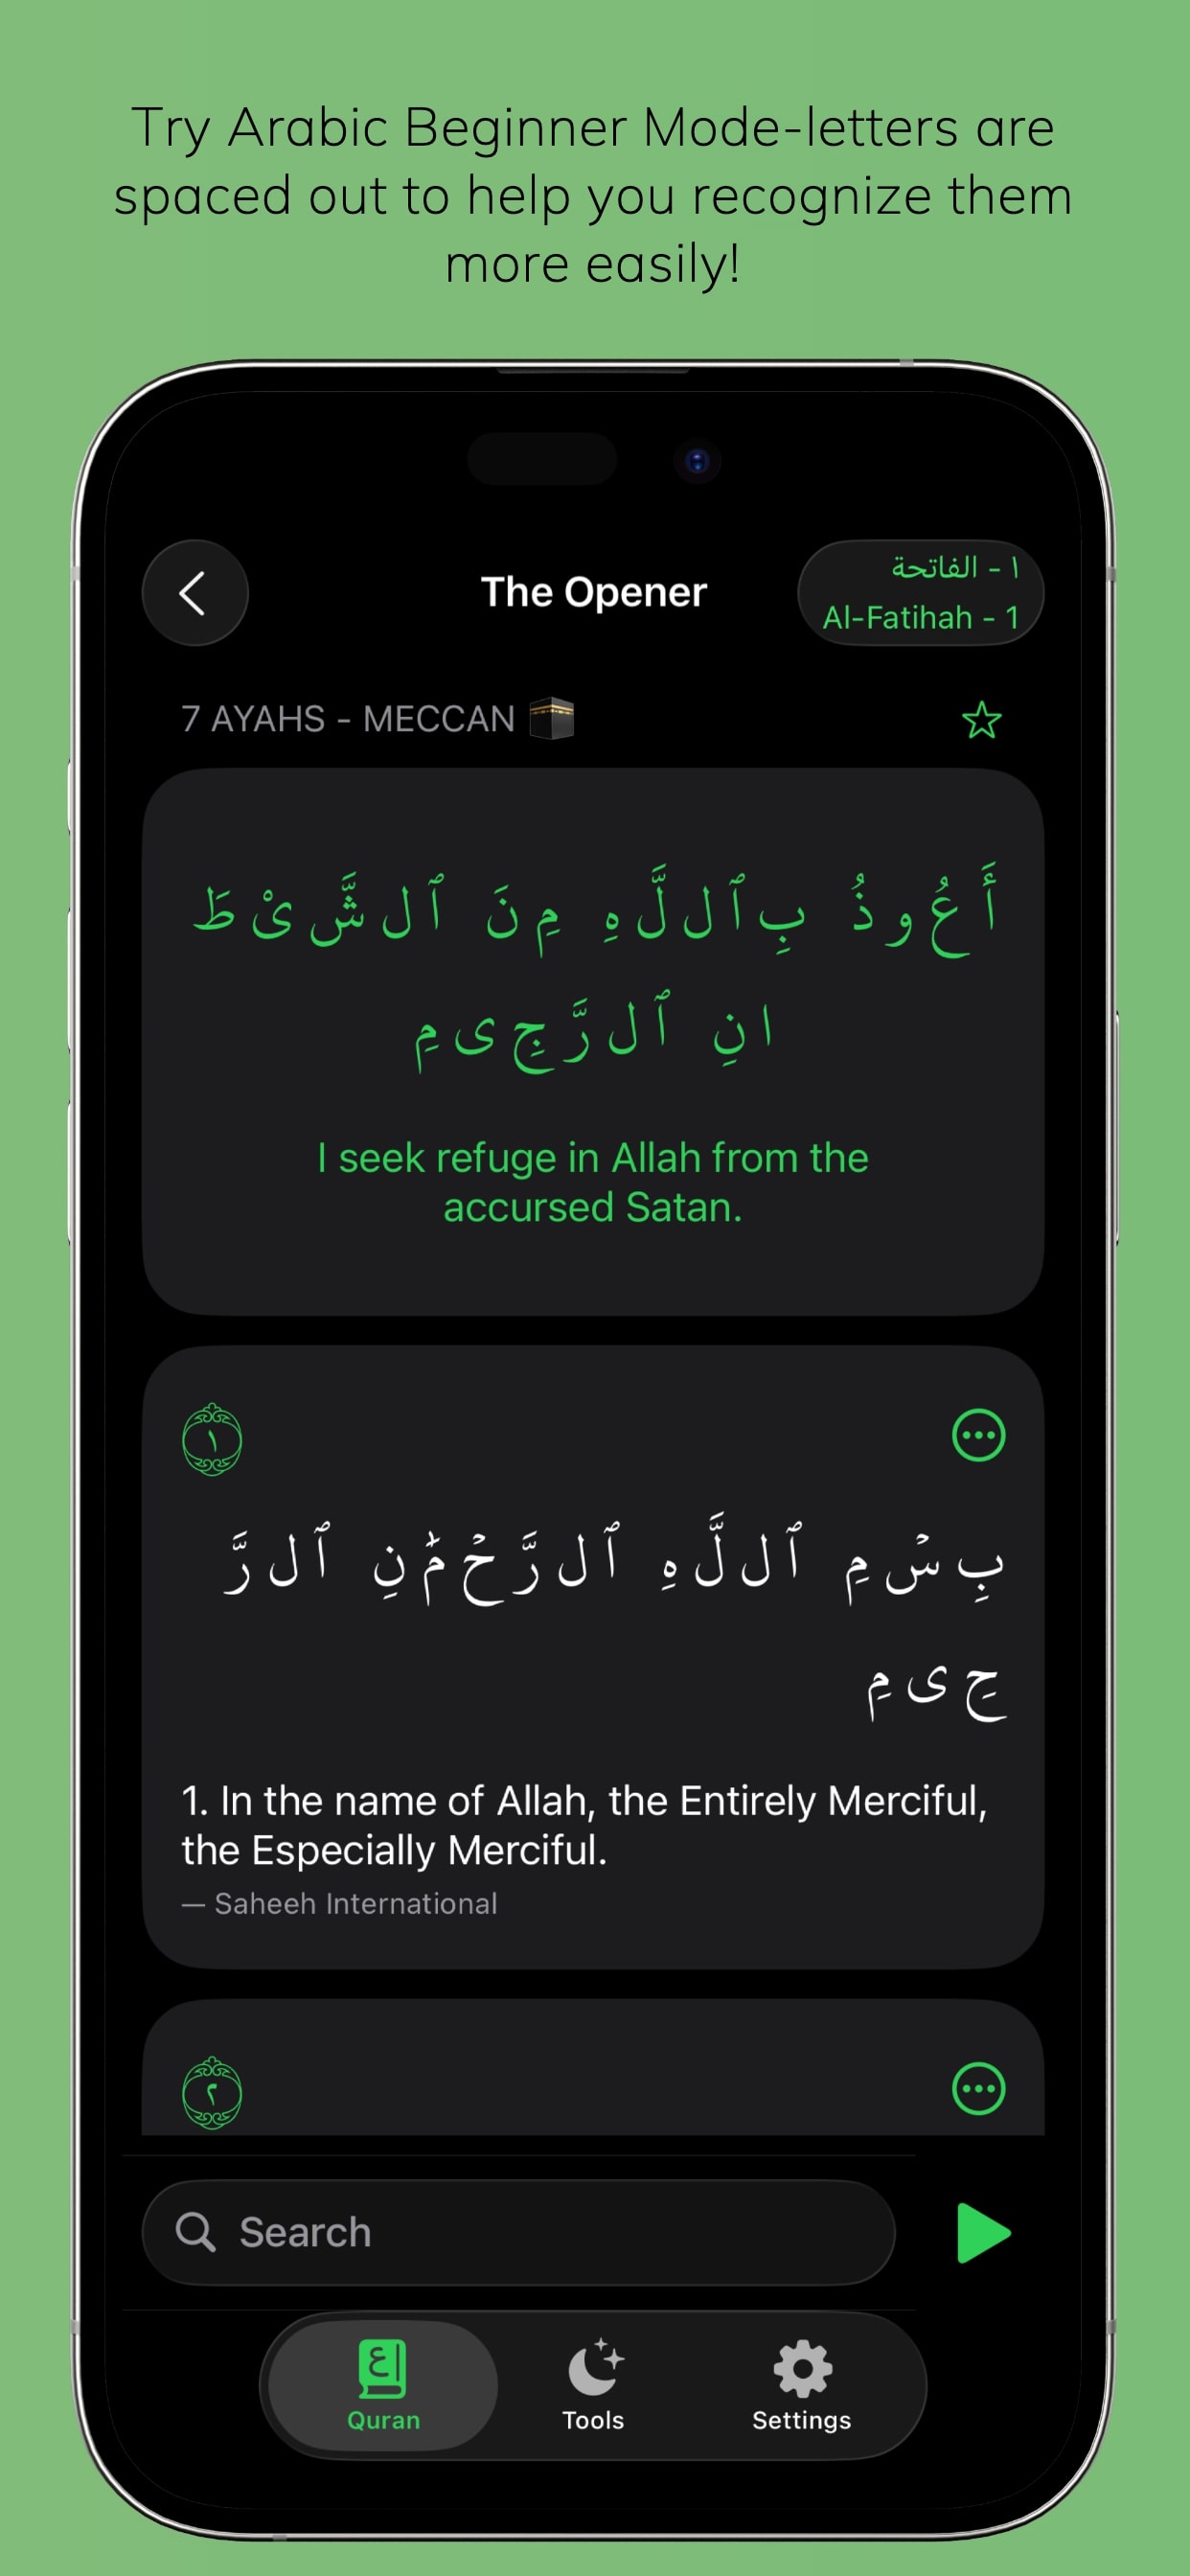 Try Arabic Beginner Mode-letters are
spaced out to help you recognize them
more easily!
The Opener
١ - الفاتحة
Al-Fatihah - 1
7 AYAHS - MECCAN
أَ عُ و ذُ بِ ٱ ل لَّ هِ مِ نَ ٱ ل شَّ يْ طَ
ا نِ ٱ ل رَّ جِ ي مِ
I seek refuge in Allah from the
accursed Satan.
١
بِ سْ مِ ٱ ل لَّ هِ ٱ ل رَّ حْ مَٰ نِ ٱ ل رَّ
حِ ي مِ
1. In the name of Allah, the Entirely Merciful,
the Especially Merciful.
— Saheeh International
٢
Search
ع
Quran
Tools
Settings